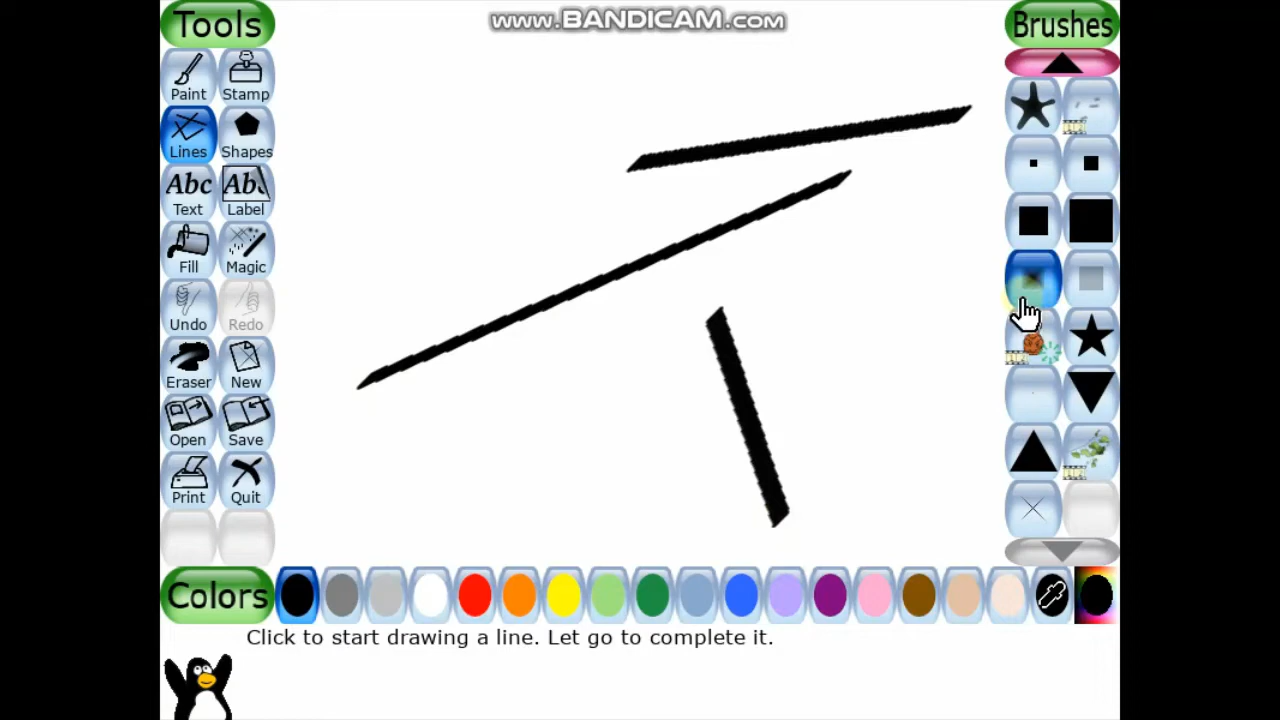 www.BANDICAM.com
Tools
Brushes
Paint Stamp
Lines Shapes
Abc Abc
Text Label
Fill Magic
Undo Redo
Eraser New
Open Save
Print Quit
Colors
Click to start drawing a line. Let go to complete it.